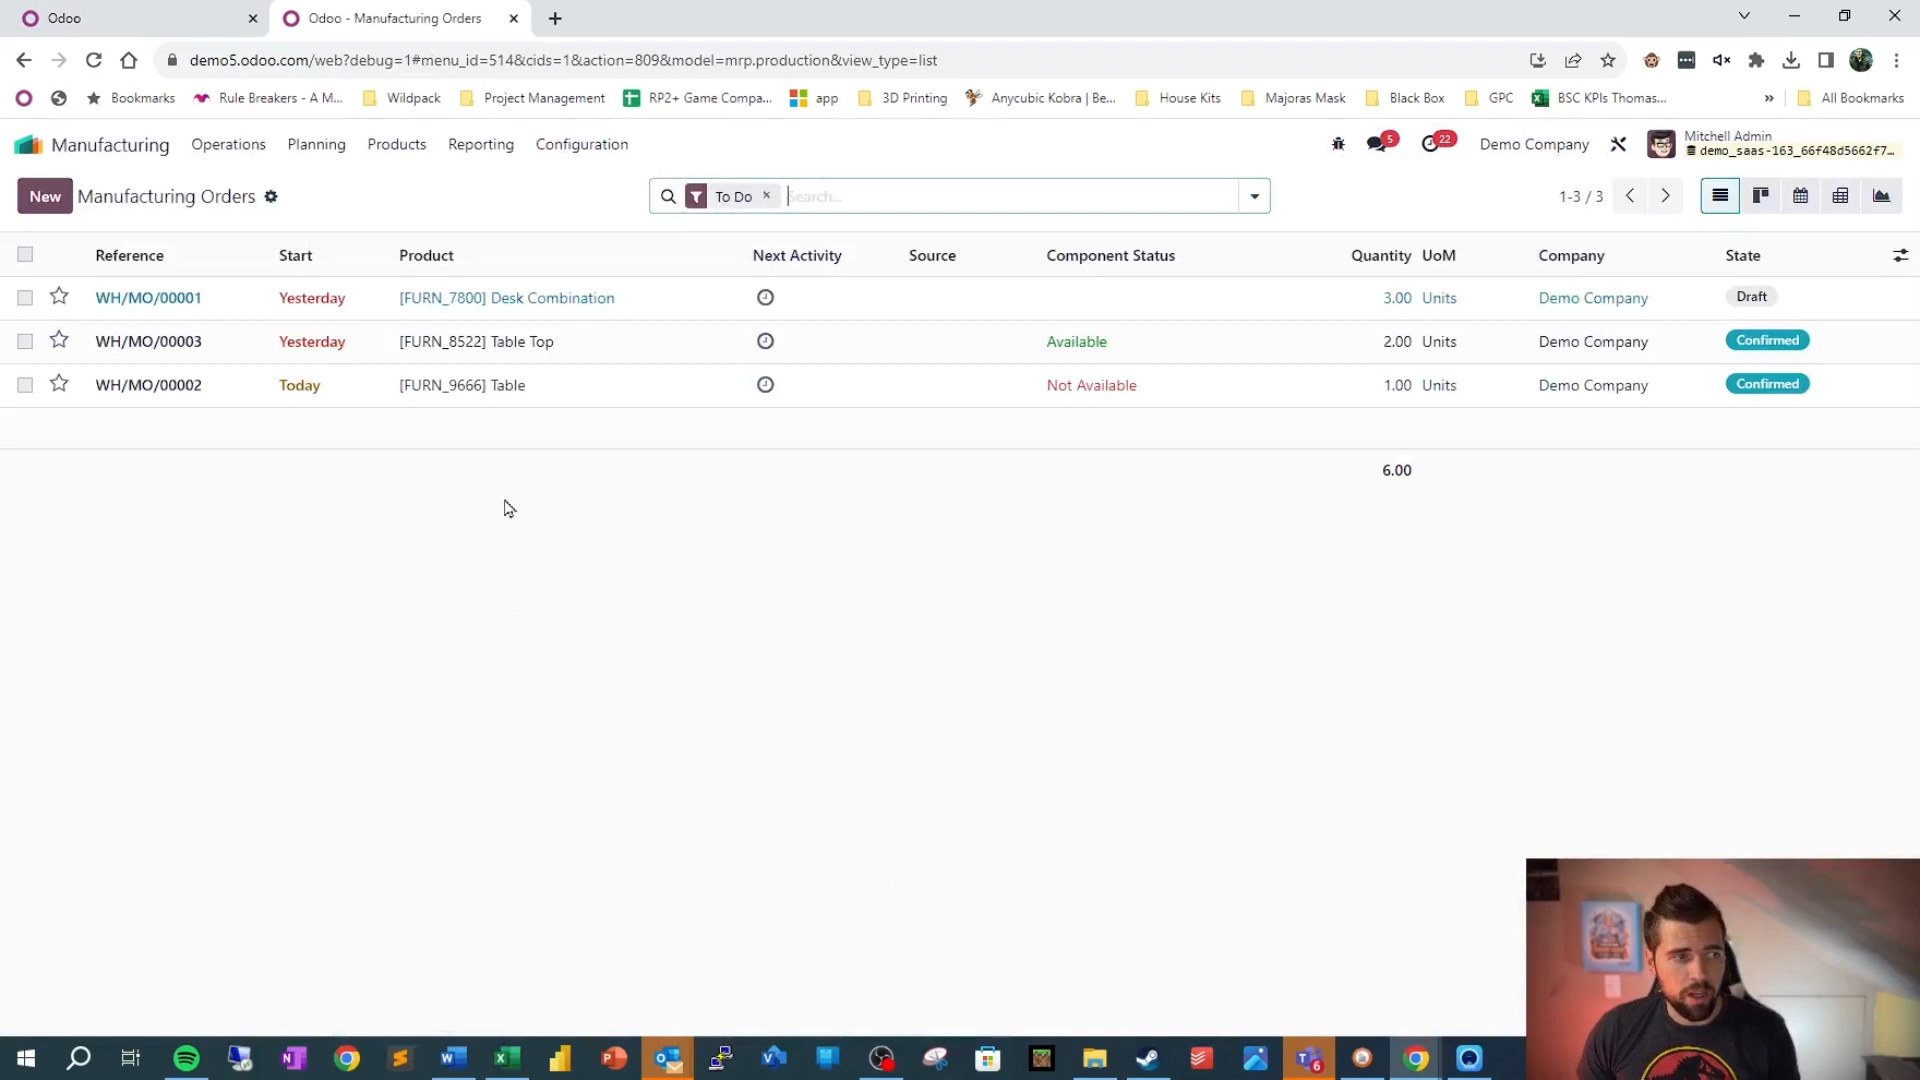 Odoo
Odoo - Manufacturing Orders
demo5.odoo.com/web?debug=1#menu_id=514&cids=1&action=809&model=mrp.production&view_type=list
Bookmarks
Rule Breakers - A M...
Wildpack
Project Management
RP2+ Game Compa...
app
3D Printing
Anycubic Kobra | Be...
House Kits
Majoras Mask
Black Box
GPC
BSC KPIs Thomas...
All Bookmarks
Manufacturing Operations Planning Products Reporting Configuration
5
22
Demo Company
Mitchell Admin
demo_saas-163_66f48d5662f7...
New Manufacturing Orders
To Do
Search...
1-3 / 3
Reference Start Product Next Activity Source Component Status Quantity UoM Company State
WH/MO/00001 Yesterday [FURN_7800] Desk Combination 3.00 Units Demo Company Draft
WH/MO/00003 Yesterday [FURN_8522] Table Top Available 2.00 Units Demo Company Confirmed
WH/MO/00002 Today [FURN_9666] Table Not Available 1.00 Units Demo Company Confirmed
6.00
6